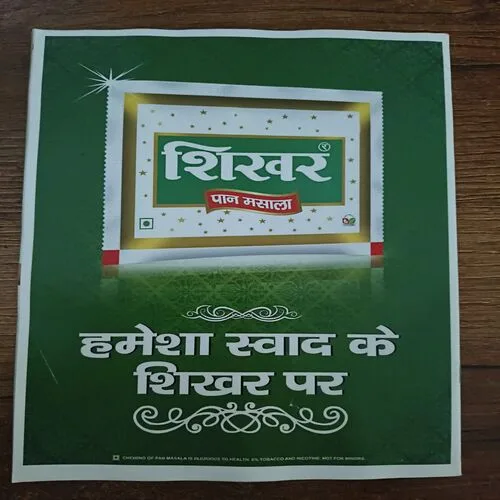 शिखर
पान मसाला
हमेशा स्वाद के
शिखर पर
CHEWING OF PAN MASALA IS INJURIOUS TO HEALTH. 0% TOBACCO AND NICOTINE. NOT FOR MINORS.